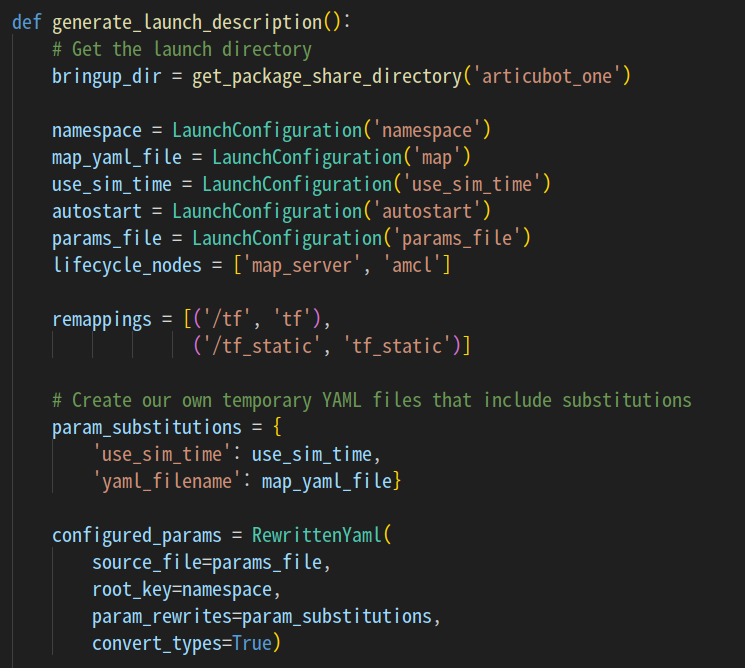 def generate_launch_description():
    # Get the launch directory
    bringup_dir = get_package_share_directory('articubot_one')

    namespace = LaunchConfiguration('namespace')
    map_yaml_file = LaunchConfiguration('map')
    use_sim_time = LaunchConfiguration('use_sim_time')
    autostart = LaunchConfiguration('autostart')
    params_file = LaunchConfiguration('params_file')
    lifecycle_nodes = ['map_server', 'amcl']

    remappings = [('/tf', 'tf'),
                  ('/tf_static', 'tf_static')]

    # Create our own temporary YAML files that include substitutions
    param_substitutions = {
        'use_sim_time': use_sim_time,
        'yaml_filename': map_yaml_file}

    configured_params = RewrittenYaml(
        source_file=params_file,
        root_key=namespace,
        param_rewrites=param_substitutions,
        convert_types=True)